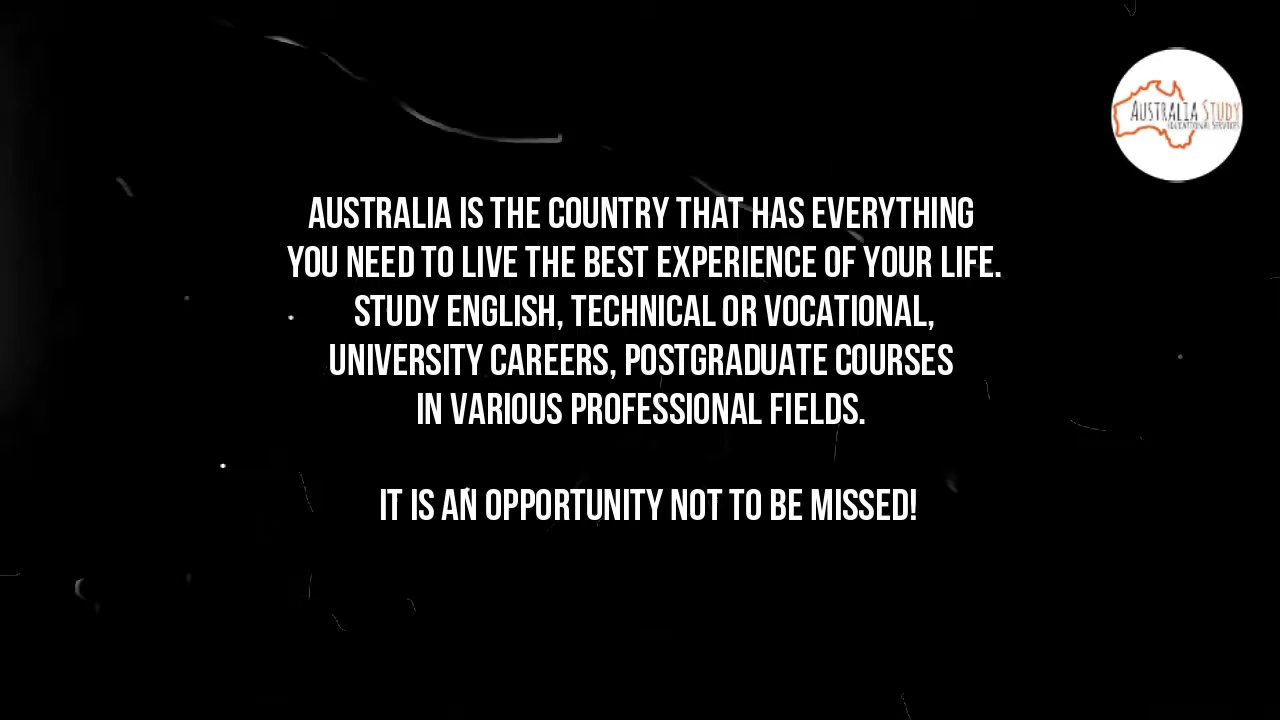 Australia Study
EDUCATIONAL SERVICES
AUSTRALIA IS THE COUNTRY THAT HAS EVERYTHING
YOU NEED TO LIVE THE BEST EXPERIENCE OF YOUR LIFE.
STUDY ENGLISH, TECHNICAL OR VOCATIONAL,
UNIVERSITY CAREERS, POSTGRADUATE COURSES
IN VARIOUS PROFESSIONAL FIELDS.
IT IS AN OPPORTUNITY NOT TO BE MISSED!